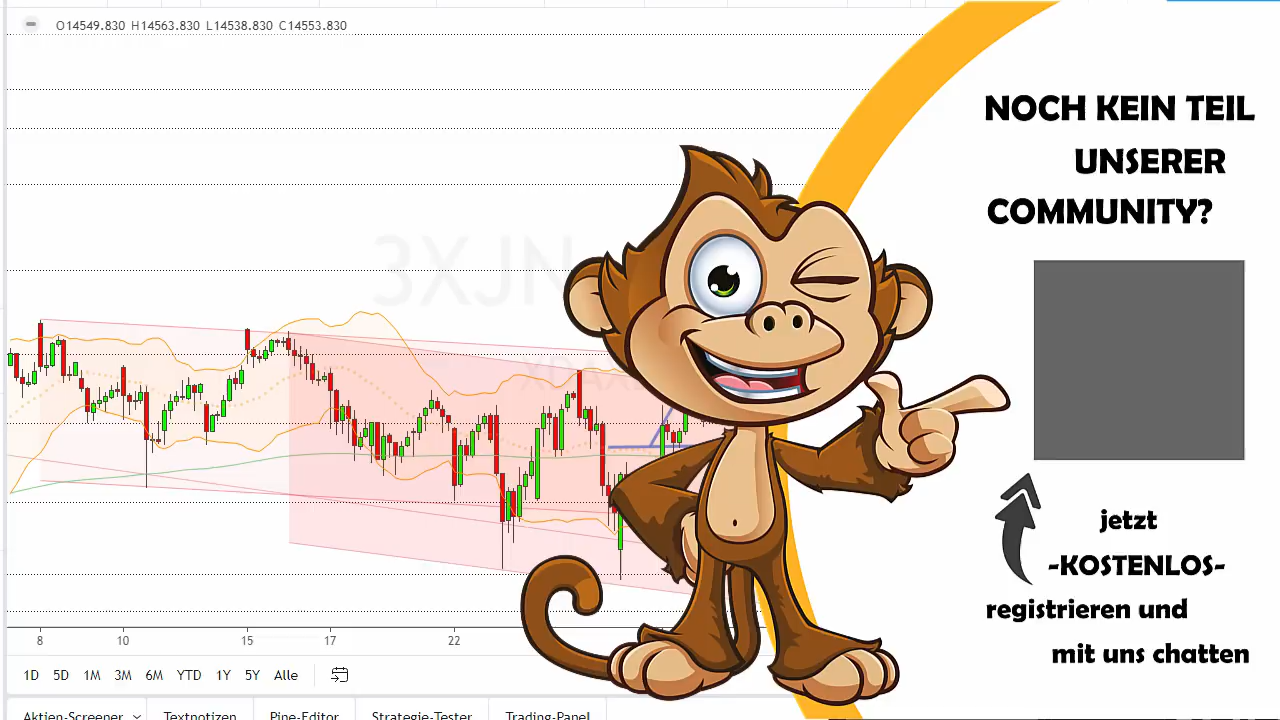 O14549.830 H14563.830 L14538.830 C14553.830
NOCH KEIN TEIL
UNSERER
COMMUNITY?
3XJN
jetzt
-KOSTENLOS-
registrieren und
mit uns chatten
8 10 15 17 22
1D 5D 1M 3M 6M YTD 1Y 5Y Alle
Aktien-Screener Textnotizen Pine-Editor Strategie-Tester Trading-Panel